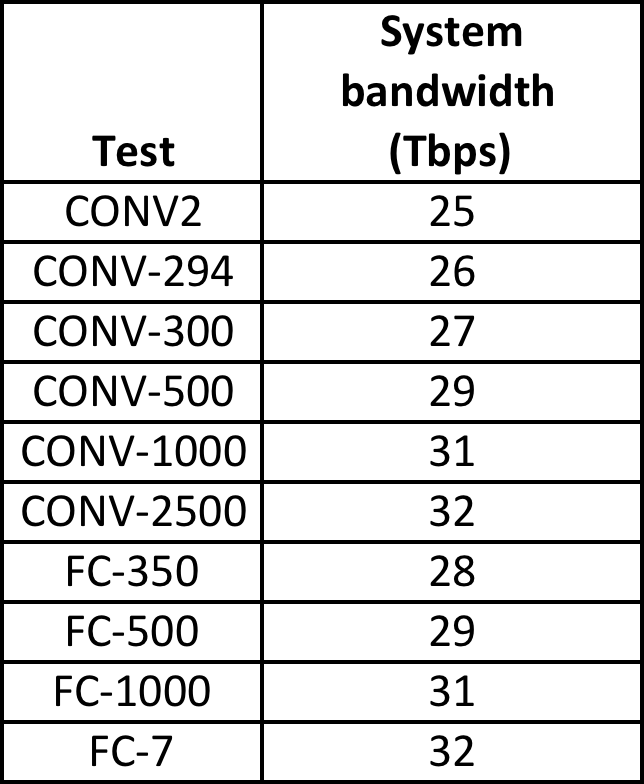 Test
System
bandwidth
(Tbps)
CONV2 25
CONV-294 26
CONV-300 27
CONV-500 29
CONV-1000 31
CONV-2500 32
FC-350 28
FC-500 29
FC-1000 31
FC-7 32